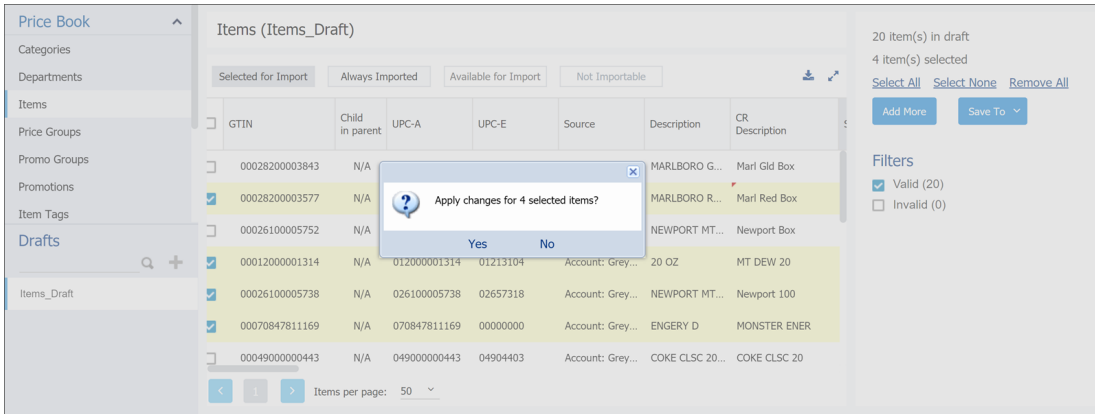 Price Book
Categories
Departments
Items
Price Groups
Promo Groups
Promotions
Item Tags
Drafts
Items_Draft
Items (Items_Draft)
Selected for Import Always Imported Available for Import Not Importable
GTIN Child in parent UPC-A UPC-E Source Description CR Description
00028200003843 N/A MARLBORO G... Marl Gld Box
00028200003577 N/A MARLBORO R... Marl Red Box
00026100005752 N/A NEWPORT MT... Newport Box
00012000001314 N/A 012000001314 01213104 Account: Grey... 20 OZ MT DEW 20
00026100005738 N/A 026100005738 02657318 Account: Grey... NEWPORT MT... Newport 100
00070847811169 N/A 070847811169 00000000 Account: Grey... ENGERY D MONSTER ENER
00049000000443 N/A 049000000443 04904403 Account: Grey... COKE CLSC 20... COKE CLSC 20
1 Items per page: 50
Apply changes for 4 selected items?
Yes No
20 item(s) in draft
4 item(s) selected
Select All Select None Remove All
Add More Save To
Filters
Valid (20)
Invalid (0)